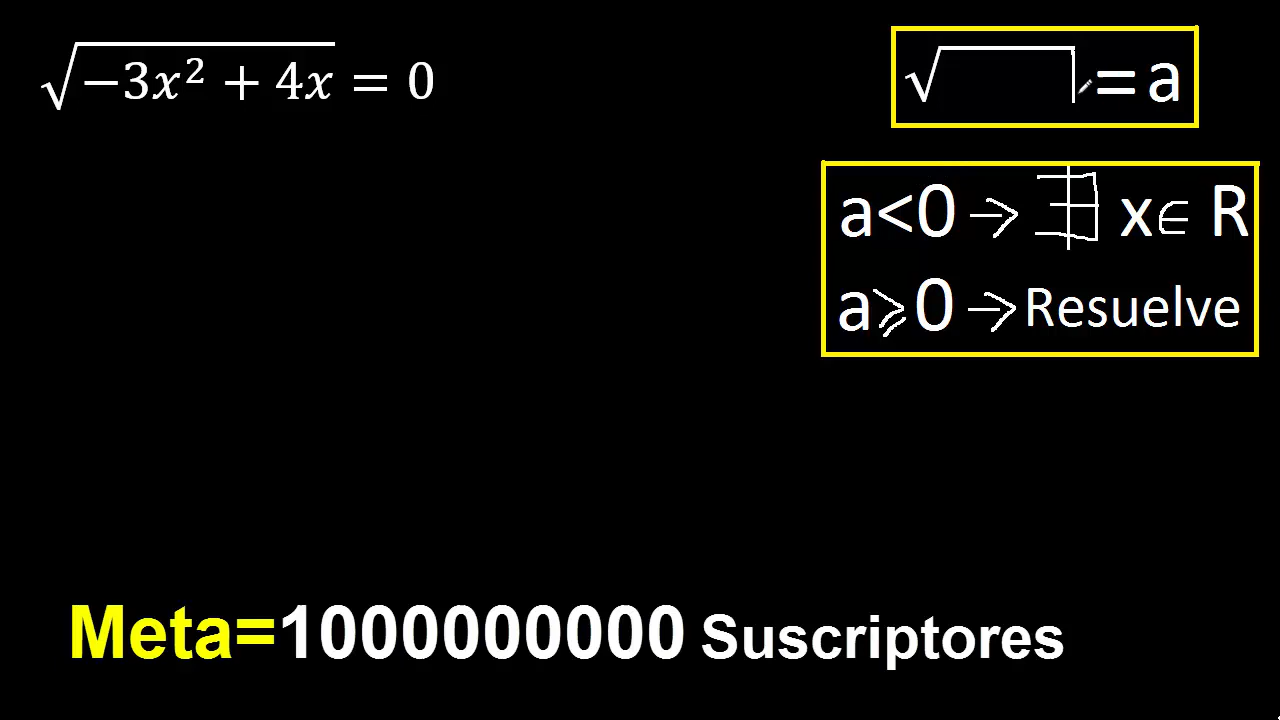 √(−3x² + 4x) = 0
√ = a
a<0 → ∄ x∈ R
a⩾0 → Resuelve
Meta=1000000000 Suscriptores